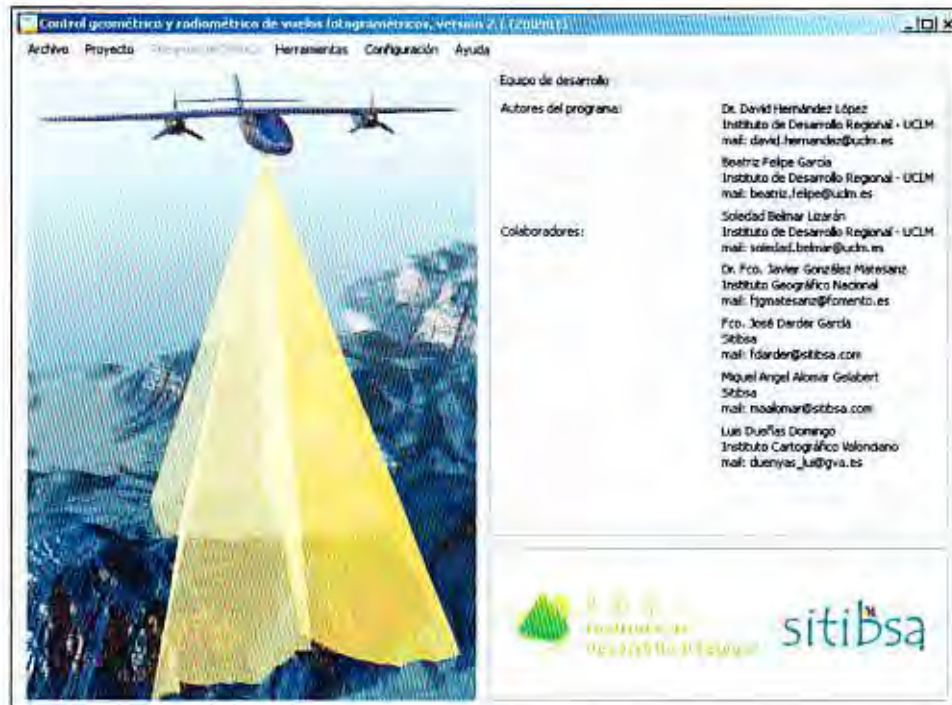 Control geométrico y radiométrico de vuelos fotogramétricos, versión 2.
Archivo Proyecto Herramientas Configuración Ayuda
Equipo de desarrollo
Autores del programa:
Dr. David Hernández López
Instituto de Desarrollo Regional - UCLM
mail: david.hernandez@uclm.es
Beatriz Felipe García
Instituto de Desarrollo Regional - UCLM
mail: beatriz.felipe@uclm.es
Colaboradores:
Soledad Belmar Lizarán
Instituto de Desarrollo Regional - UCLM
mail: soledad.belmar@uclm.es
Dr. Fco. Javier González Matesanz
Instituto Geográfico Nacional
mail: fjgmatesanz@fomento.es
Fco. José Darder García
Sitibsa
mail: fdarder@sitibsa.com
Miguel Angel Alomar Gelabert
Sitibsa
mail: maalomar@sitibsa.com
Luis Dueñas Domingo
Instituto Cartográfico Valenciano
mail: duenyas_lui@gva.es
Instituto de
Desarrollo Regional
sitibsa